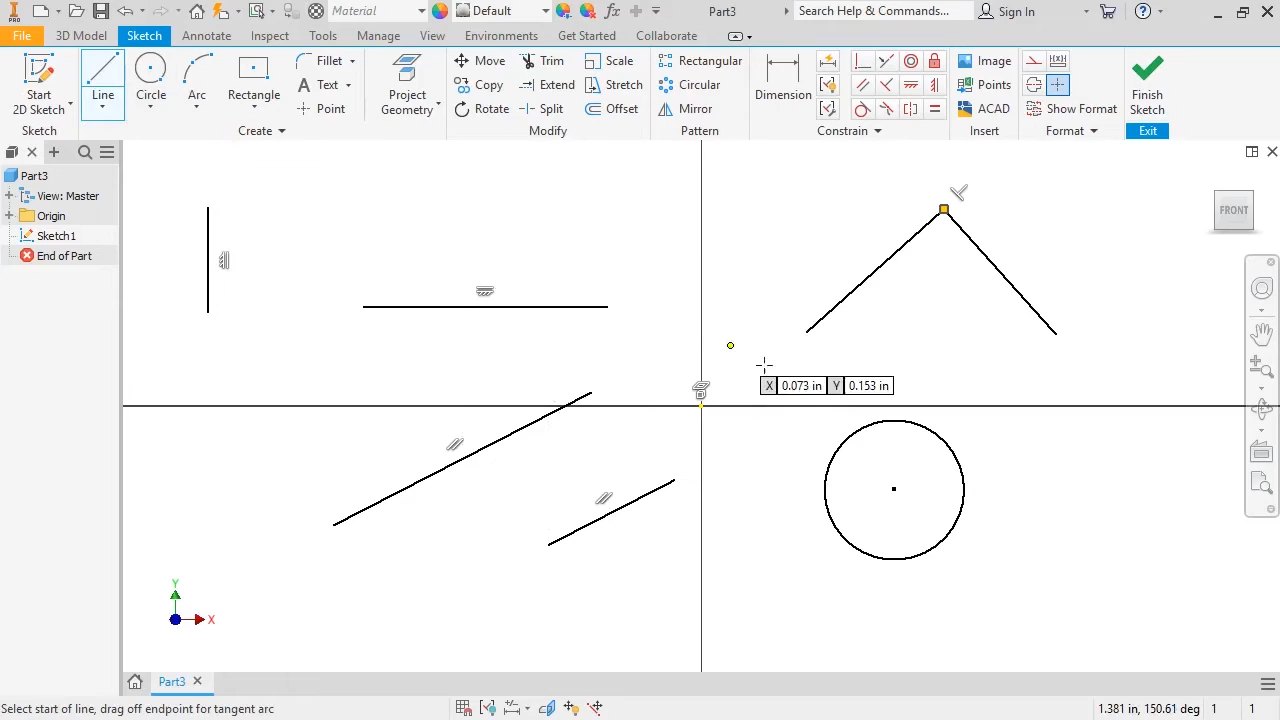 PRO Material Default fx Part3 Search Help & Commands... Sign In
File 3D Model Sketch Annotate Inspect Tools Manage View Environments Get Started Collaborate
Start 2D Sketch Line Circle Arc Rectangle Fillet Text Point
Project Geometry Move Copy Rotate Trim Extend Split Scale Stretch Offset
Rectangular Circular Mirror Dimension Image Points ACAD Show Format
Finish Sketch
Sketch Create Modify Pattern Constrain Insert Format Exit
Part3
View: Master
Origin
Sketch1
End of Part
FRONT
X 0.073 in Y 0.153 in
Y
X
Part3
Select start of line, drag off endpoint for tangent arc 1.381 in, 150.61 deg 1 1